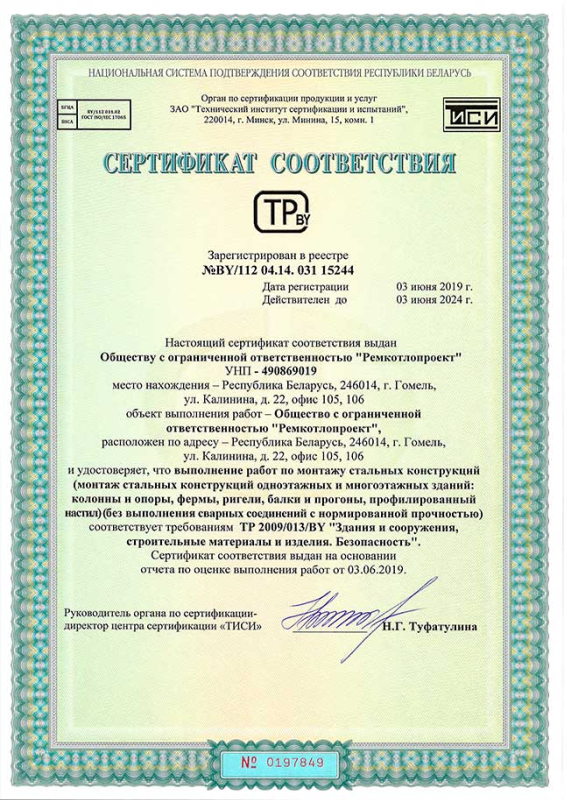 НАЦИОНАЛЬНАЯ СИСТЕМА ПОДТВЕРЖДЕНИЯ СООТВЕТСТВИЯ РЕСПУБЛИКИ БЕЛАРУСЬ
Орган по сертификации продукции и услуг
ЗАО "Технический институт сертификации и испытаний",
220014, г. Минск, ул. Минина, 15, комн. 1
БГЦА
BSCA
BY/112 039.02
ГОСТ ISO/IEC 17065
ТИСИ
СЕРТИФИКАТ СООТВЕТСТВИЯ
ТР BY
Зарегистрирован в реестре
№BY/112 04.14. 031 15244
Дата регистрации 03 июня 2019 г.
Действителен до 03 июня 2024 г.
Настоящий сертификат соответствия выдан
Обществу с ограниченной ответственностью "Ремкотлопроект"
УНП - 490869019
место нахождения – Республика Беларусь, 246014, г. Гомель,
ул. Калинина, д. 22, офис 105, 106
объект выполнения работ – Общество с ограниченной
ответственностью "Ремкотлопроект",
расположен по адресу – Республика Беларусь, 246014, г. Гомель,
ул. Калинина, д. 22, офис 105, 106
и удостоверяет, что выполнение работ по монтажу стальных конструкций
(монтаж стальных конструкций одноэтажных и многоэтажных зданий:
колонны и опоры, фермы, ригели, балки и прогоны, профилированный
настил)(без выполнения сварных соединений с нормированной прочностью)
соответствует требованиям ТР 2009/013/BY "Здания и сооружения,
строительные материалы и изделия. Безопасность".
Сертификат соответствия выдан на основании
отчета по оценке выполнения работ от 03.06.2019.
Руководитель органа по сертификации-
директор центра сертификации «ТИСИ» Н.Г. Туфатулина
№ 0197849